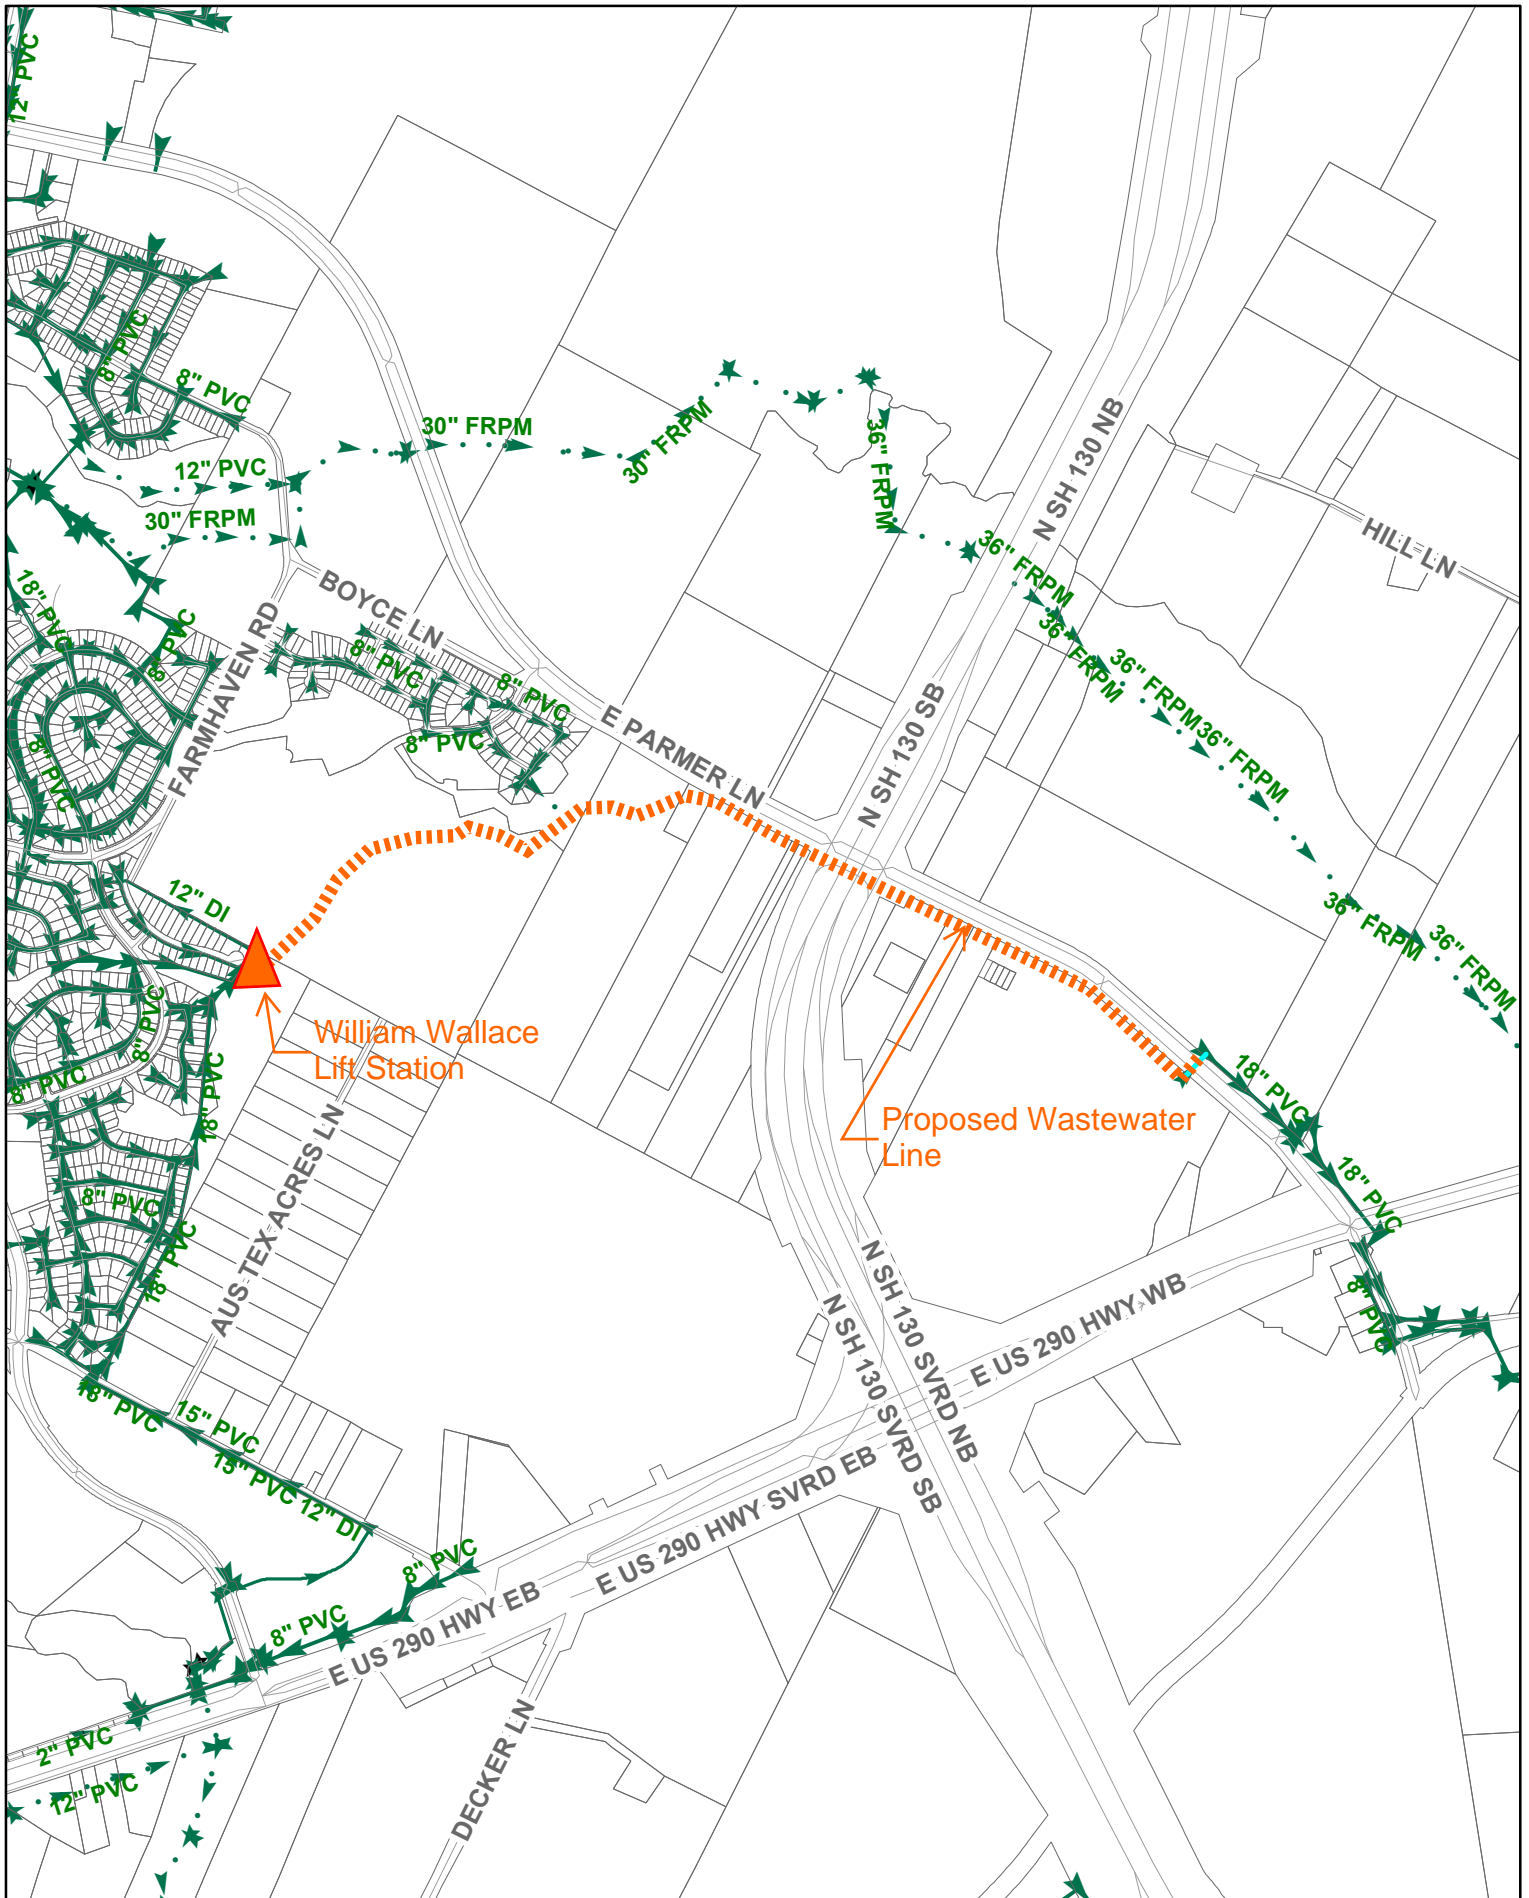 12" PVC
8" PVC
8" PVC
12" PVC
30" FRPM
30" FRPM
30" FRPM
36" FRPM
36" FRPM
36" FRPM
36" FRPM
36" FRPM
36" FRPM
36" FRPM
N SH 130 NB
HILL LN
18" PVC
8" PVC
BOYCE LN
FARMHAVEN RD
8" PVC
8" PVC
8" PVC
8" PVC
E PARMER LN
N SH 130 SB
12" DI
William Wallace
Lift Station
8" PVC
8" PVC
18" PVC
Proposed Wastewater
Line
18" PVC
18" PVC
8" PVC
8" PVC
18" PVC
AUS TEX ACRES LN
N SH 130 SVRD NB
N SH 130 SVRD SB
E US 290 HWY WB
18" PVC
15" PVC
15" PVC
12" DI
8" PVC
8" PVC
E US 290 HWY SVRD EB
E US 290 HWY EB
2" PVC
12" PVC
DECKER LN